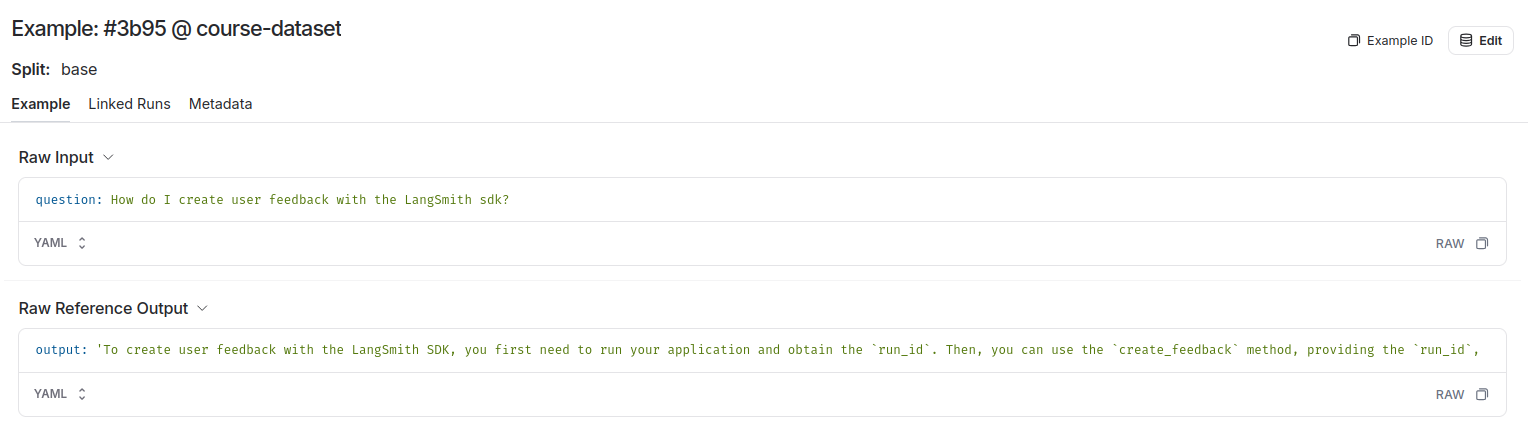 Example: #3b95 @ course-dataset
Example ID
Edit
Split: base
Example Linked Runs Metadata
Raw Input
question: How do I create user feedback with the LangSmith sdk?
YAML
RAW
Raw Reference Output
output: 'To create user feedback with the LangSmith SDK, you first need to run your application and obtain the `run_id`. Then, you can use the `create_feedback` method, providing the `run_id`,
YAML
RAW